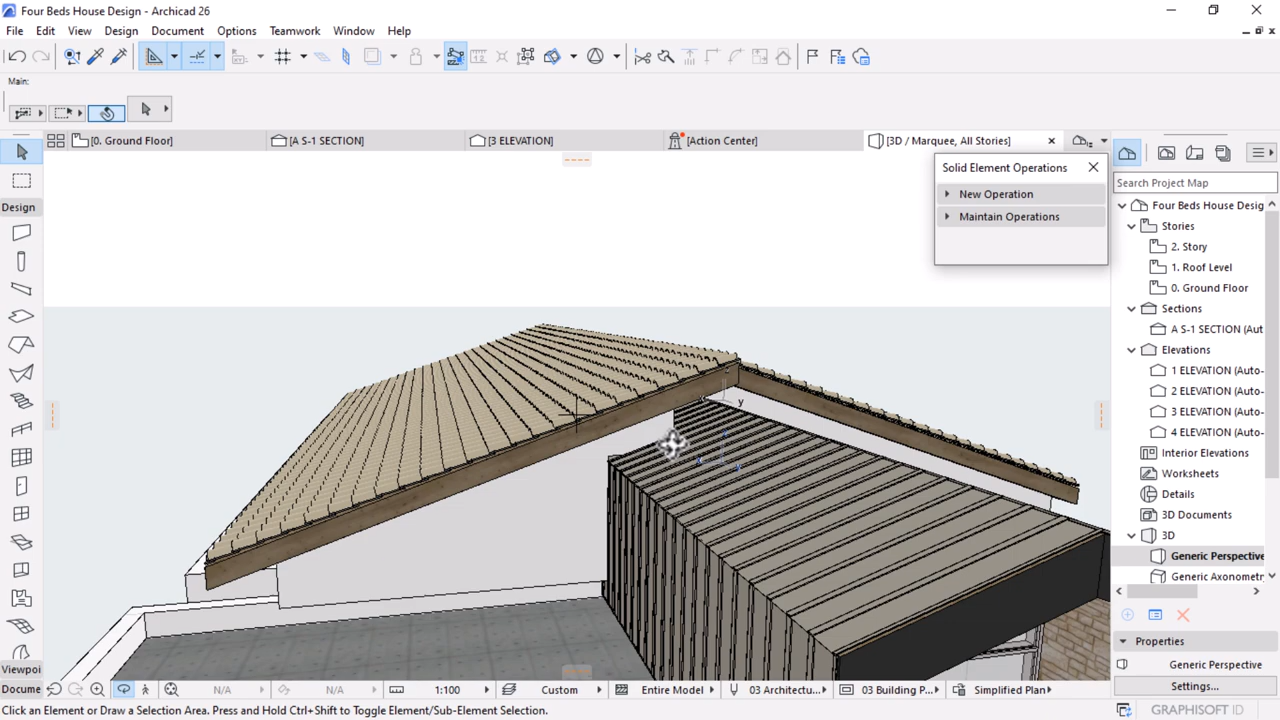 Four Beds House Design - Archicad 26
File Edit View Design Document Options Teamwork Window Help
Main:
[0. Ground Floor] [A S-1 SECTION] [3 ELEVATION] [Action Center] [3D / Marquee, All Stories]
Solid Element Operations
New Operation
Maintain Operations
Search Project Map
Four Beds House Desig
Stories
2. Story
1. Roof Level
0. Ground Floor
Sections
A S-1 SECTION (Aut
Elevations
1 ELEVATION (Auto-
2 ELEVATION (Auto-
3 ELEVATION (Auto-
4 ELEVATION (Auto-
Interior Elevations
Worksheets
Details
3D Documents
3D
Generic Perspective
Generic Axonometr
Properties
Generic Perspective
Settings...
GRAPHISOFT ID
Design
Viewpoi
Docume
y
N/A N/A 1:100 Custom Entire Model 03 Architectu... 03 Building P... Simplified Plan
Click an Element or Draw a Selection Area. Press and Hold Ctrl+Shift to Toggle Element/Sub-Element Selection.